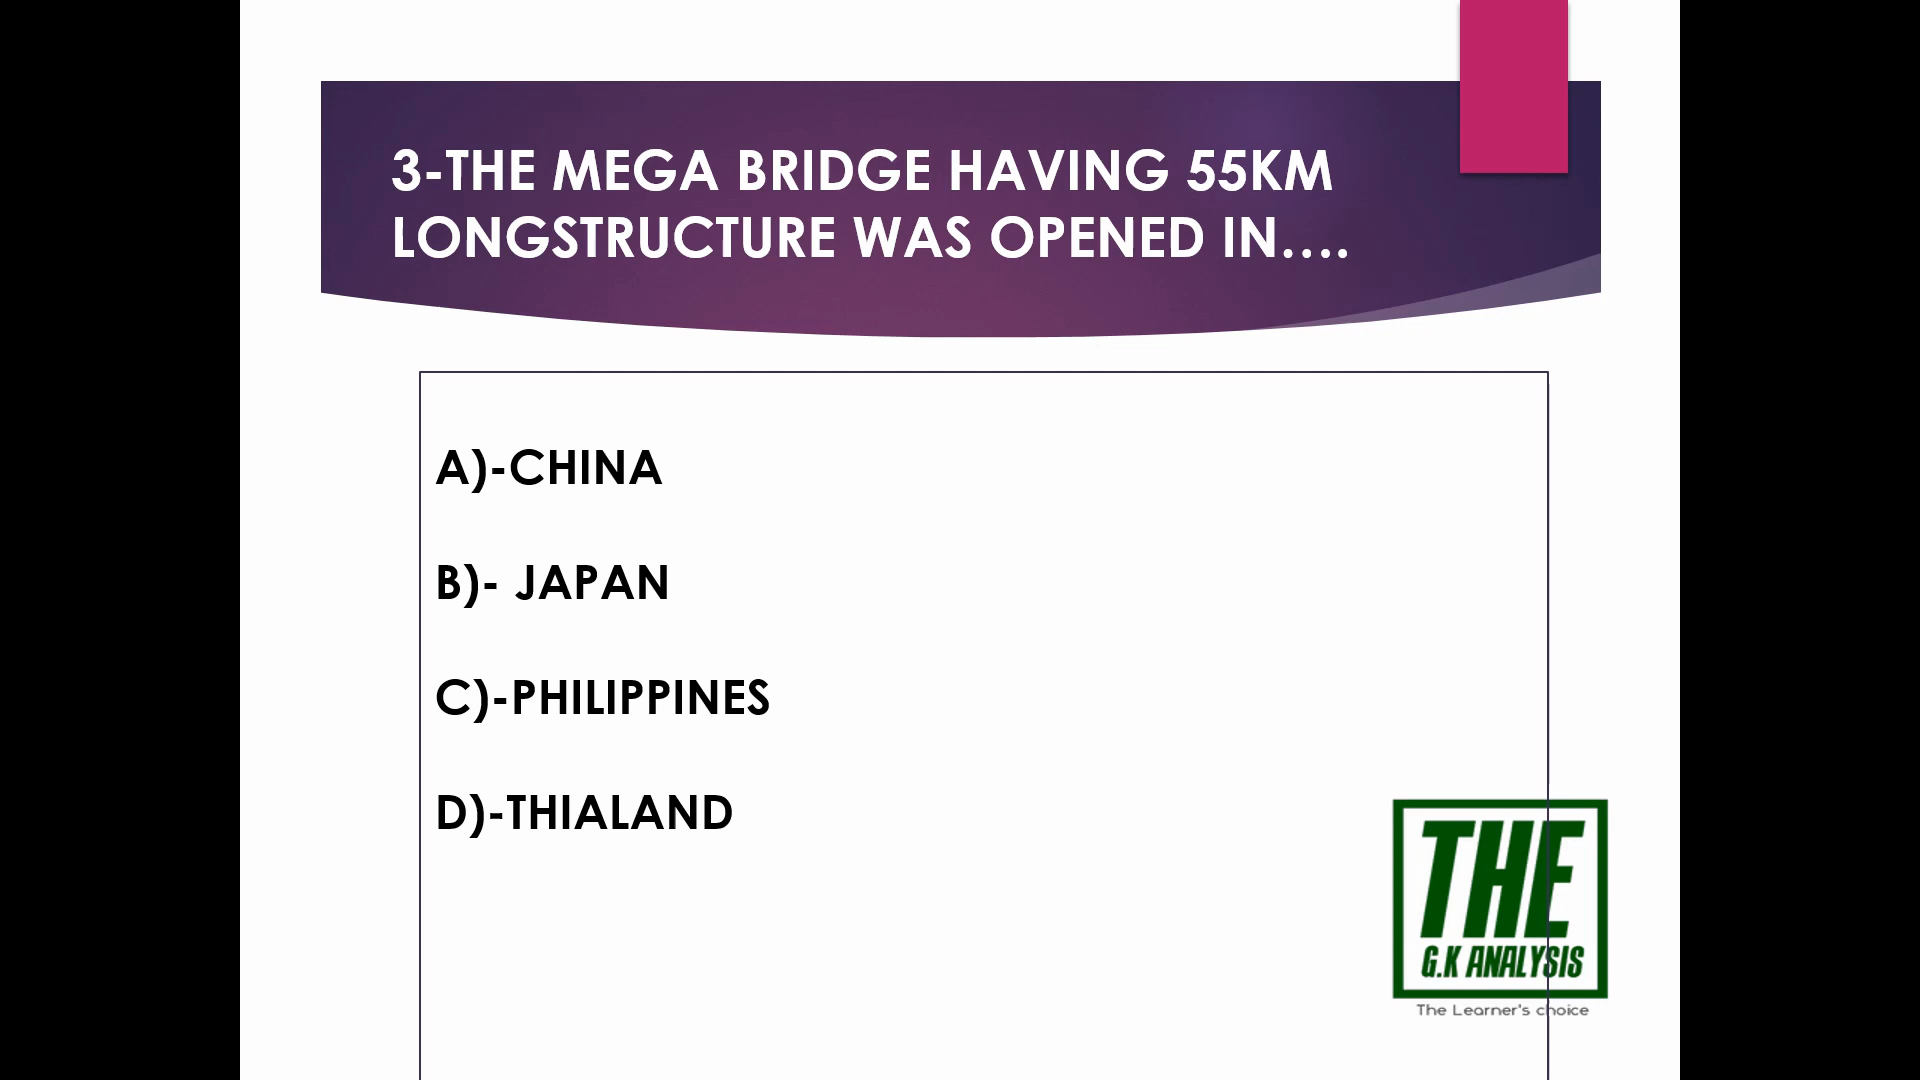 3-THE MEGA BRIDGE HAVING 55KM
LONGSTRUCTURE WAS OPENED IN....
A)-CHINA
B)- JAPAN
C)-PHILIPPINES
D)-THIALAND
THE
G.K ANALYSIS
The Learner's choice